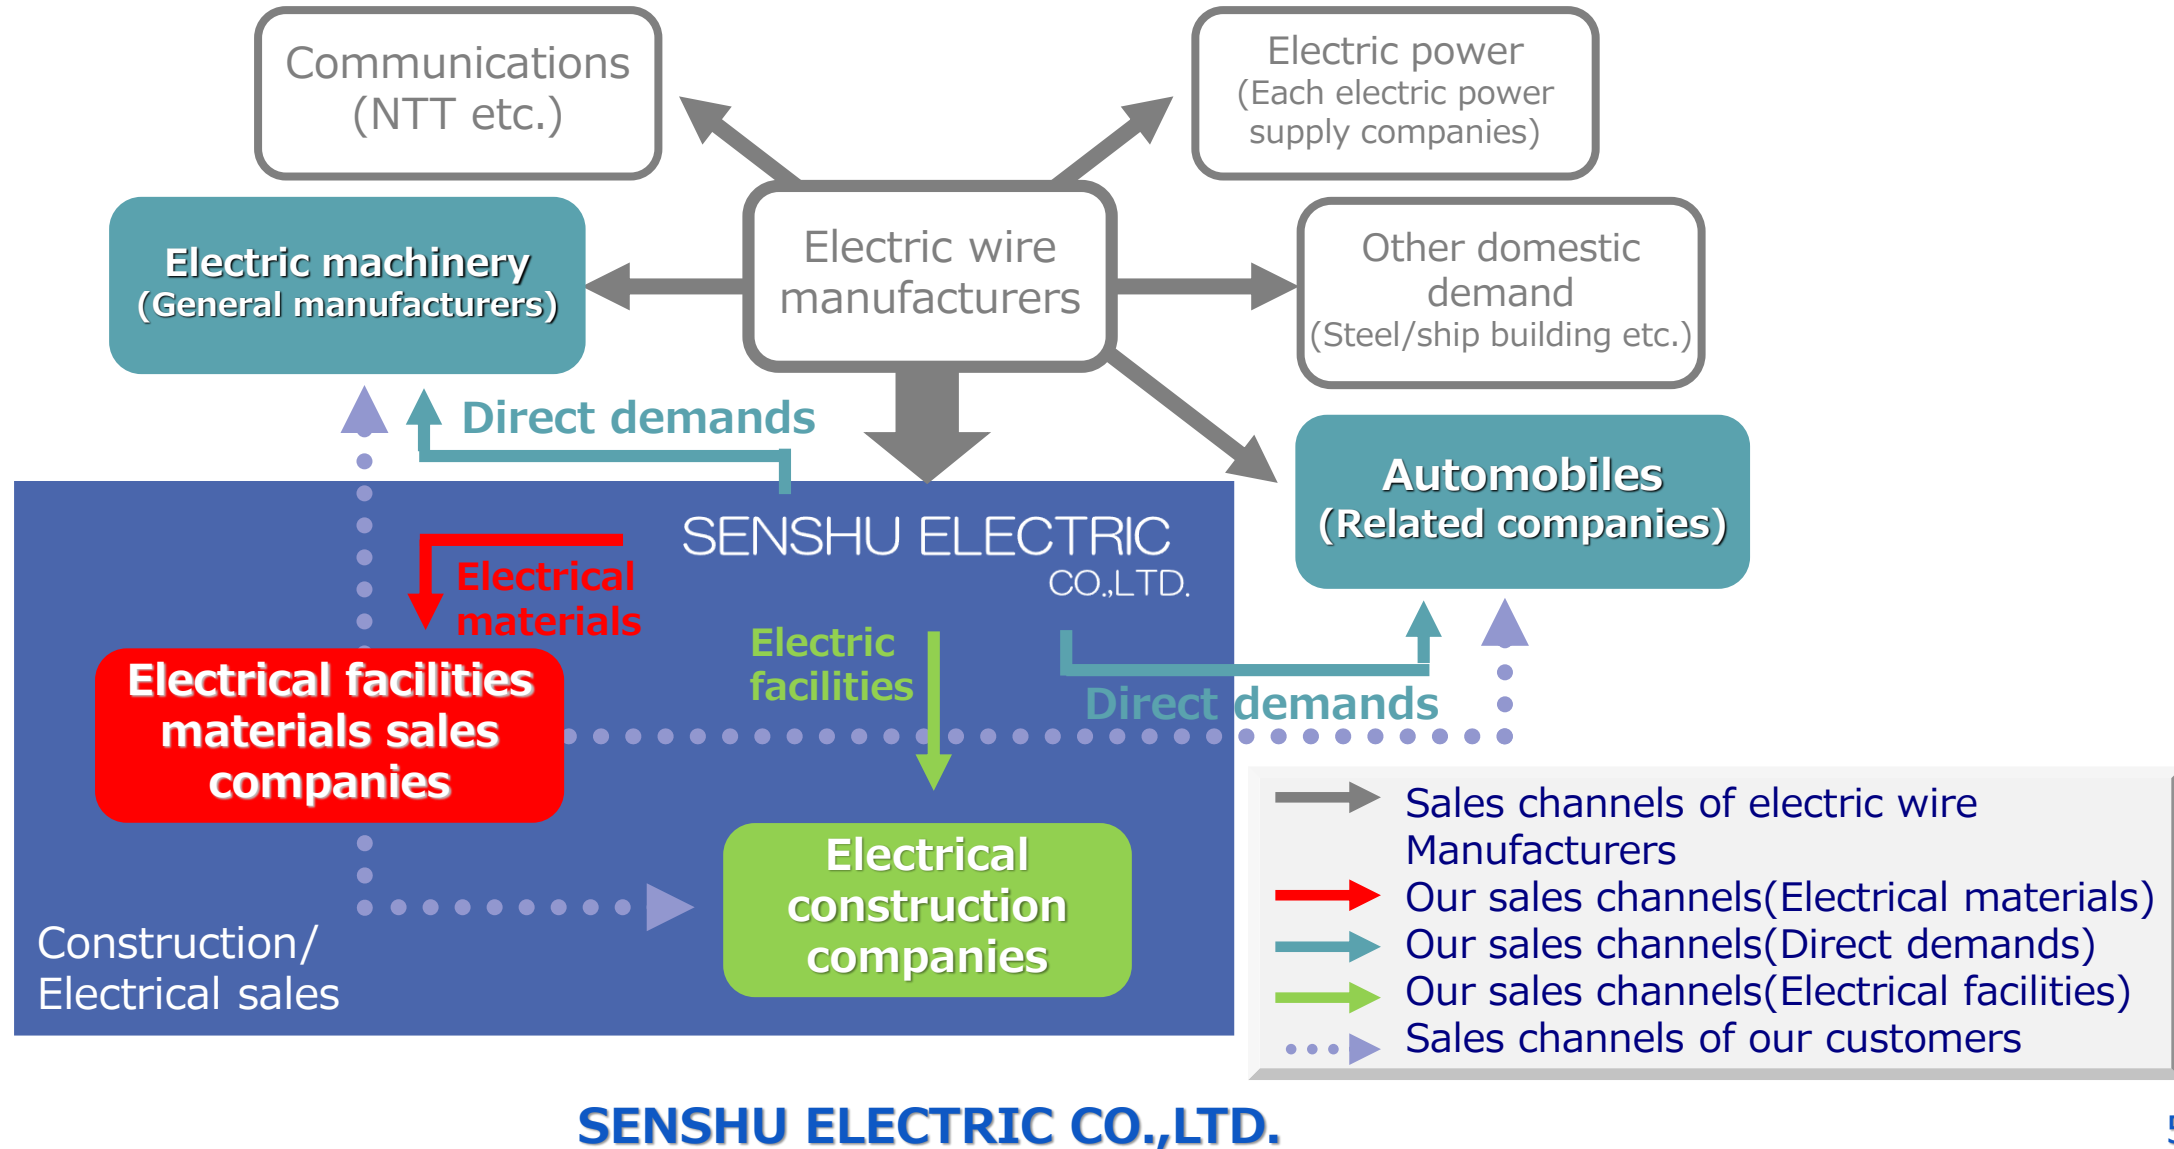 Communications
(NTT etc.)
Electric power
(Each electric power
supply companies)
Electric machinery
(General manufacturers)
Electric wire
manufacturers
Other domestic
demand
(Steel/ship building etc.)
Direct demands
Automobiles
(Related companies)
SENSHU ELECTRIC
CO.,LTD.
Electrical
materials
Electric
facilities
Direct demands
Electrical facilities
materials sales
companies
Electrical
construction
companies
Construction/
Electrical sales
Sales channels of electric wire
Manufacturers
Our sales channels(Electrical materials)
Our sales channels(Direct demands)
Our sales channels(Electrical facilities)
Sales channels of our customers
SENSHU ELECTRIC CO.,LTD.
5